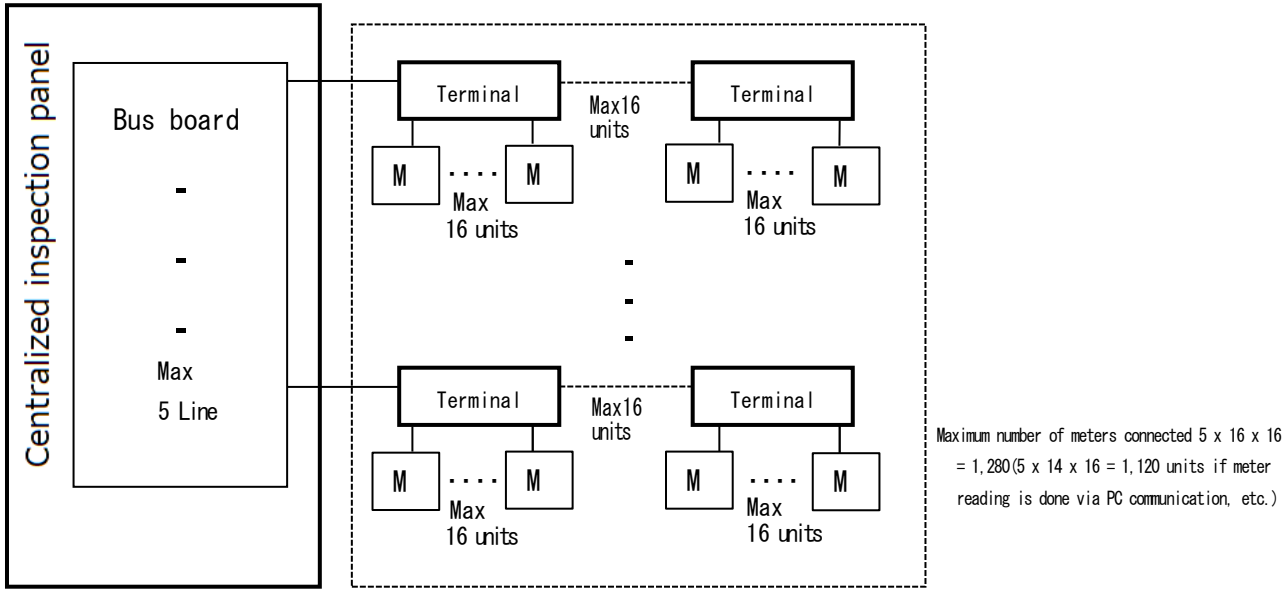 Centralized inspection panel
Bus board
Max
5 Line
Terminal
Max16
units
Terminal
M
....
M
Max
16 units
M
....
M
Max
16 units
Terminal
Max16
units
Terminal
M
....
M
Max
16 units
M
....
M
Max
16 units
Maximum number of meters connected 5 x 16 x 16
= 1,280(5 x 14 x 16 = 1,120 units if meter
reading is done via PC communication, etc.)